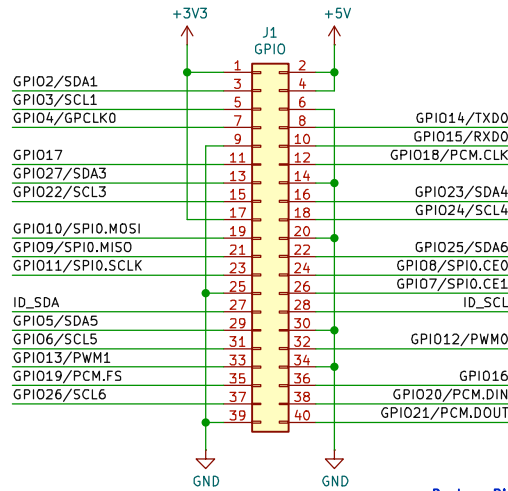 +3V3
+5V
J1
GPIO
1 2
GPIO2/SDA1 3 4
GPIO3/SCL1 5 6
GPIO4/GPCLK0 7 8 GPIO14/TXD0
9 10 GPIO15/RXD0
GPIO17 11 12 GPIO18/PCM.CLK
GPIO27/SDA3 13 14
GPIO22/SCL3 15 16 GPIO23/SDA4
17 18 GPIO24/SCL4
GPIO10/SPI0.MOSI 19 20
GPIO9/SPI0.MISO 21 22 GPIO25/SDA6
GPIO11/SPI0.SCLK 23 24 GPIO8/SPI0.CE0
25 26 GPIO7/SPI0.CE1
ID_SDA 27 28 ID_SCL
GPIO5/SDA5 29 30
GPIO6/SCL5 31 32 GPIO12/PWM0
GPIO13/PWM1 33 34
GPIO19/PCM.FS 35 36 GPIO16
GPIO26/SCL6 37 38 GPIO20/PCM.DIN
39 40 GPIO21/PCM.DOUT
GND
GND